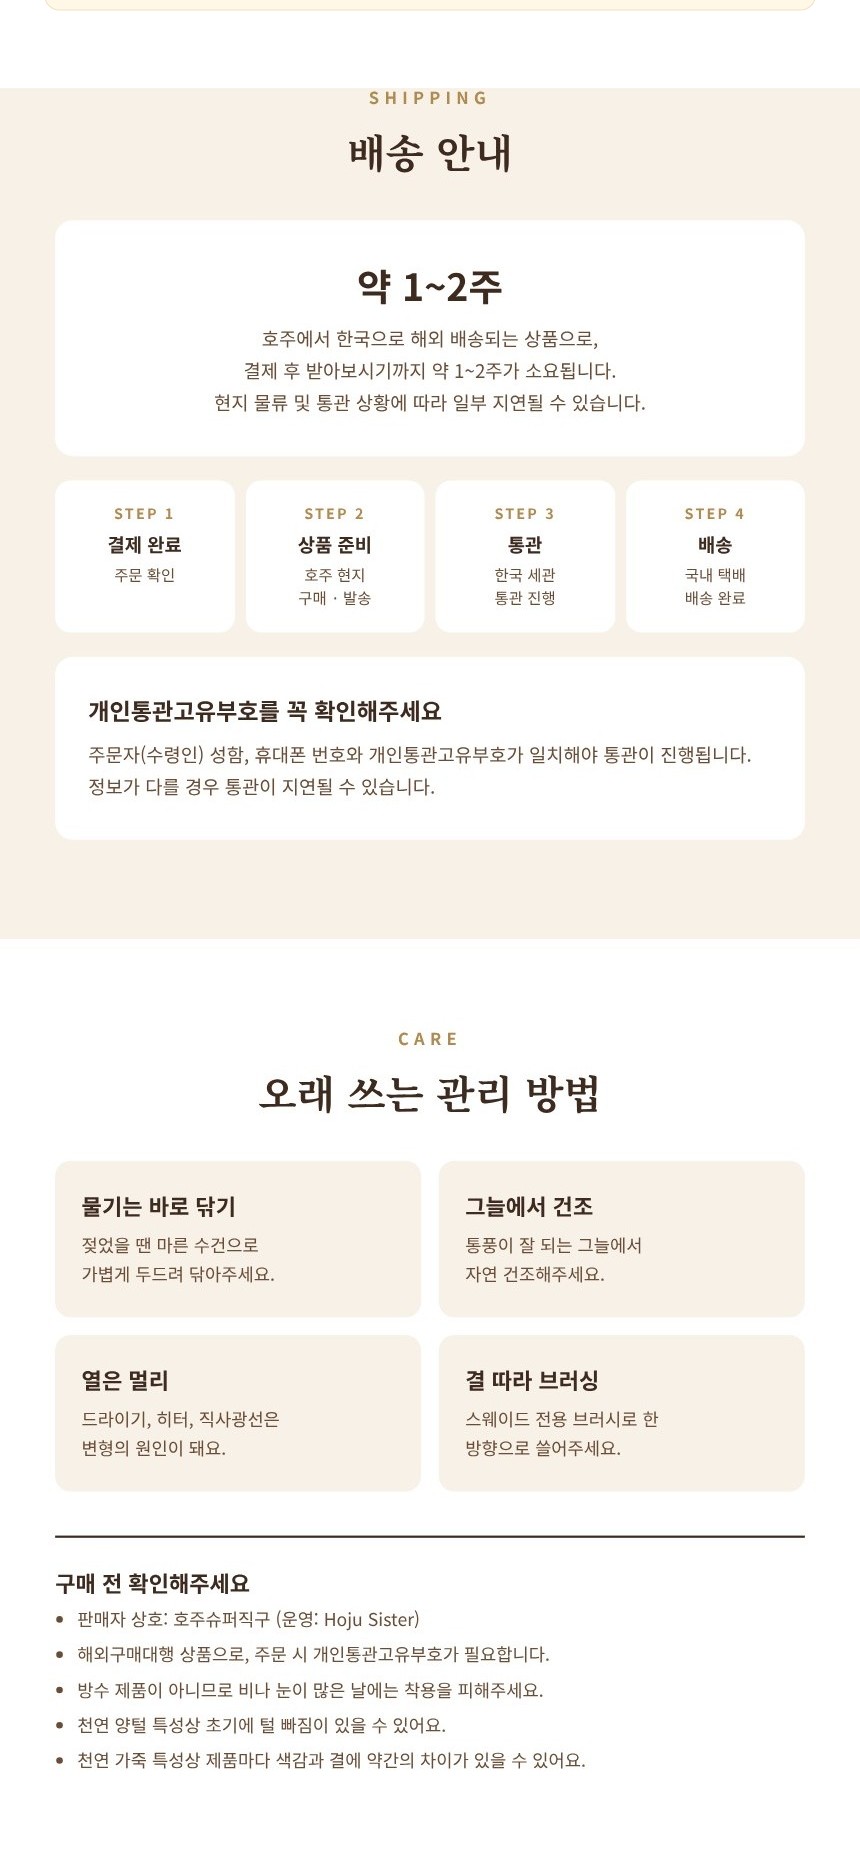 SHIPPING
배송 안내
약 1~2주
호주에서 한국으로 해외 배송되는 상품으로,
결제 후 받아보시기까지 약 1~2주가 소요됩니다.
현지 물류 및 통관 상황에 따라 일부 지연될 수 있습니다.
STEP 1
결제 완료
주문 확인
STEP 2
상품 준비
호주 현지
구매 · 발송
STEP 3
통관
한국 세관
통관 진행
STEP 4
배송
국내 택배
배송 완료
개인통관고유부호를 꼭 확인해주세요
주문자(수령인) 성함, 휴대폰 번호와 개인통관고유부호가 일치해야 통관이 진행됩니다.
정보가 다를 경우 통관이 지연될 수 있습니다.
CARE
오래 쓰는 관리 방법
물기는 바로 닦기
젖었을 땐 마른 수건으로
가볍게 두드려 닦아주세요.
그늘에서 건조
통풍이 잘 되는 그늘에서
자연 건조해주세요.
열은 멀리
드라이기, 히터, 직사광선은
변형의 원인이 돼요.
결 따라 브러싱
스웨이드 전용 브러시로 한
방향으로 쓸어주세요.
구매 전 확인해주세요
• 판매자 상호: 호주슈퍼직구 (운영: Hoju Sister)
• 해외구매대행 상품으로, 주문 시 개인통관고유부호가 필요합니다.
• 방수 제품이 아니므로 비나 눈이 많은 날에는 착용을 피해주세요.
• 천연 양털 특성상 초기에 털 빠짐이 있을 수 있어요.
• 천연 가죽 특성상 제품마다 색감과 결에 약간의 차이가 있을 수 있어요.